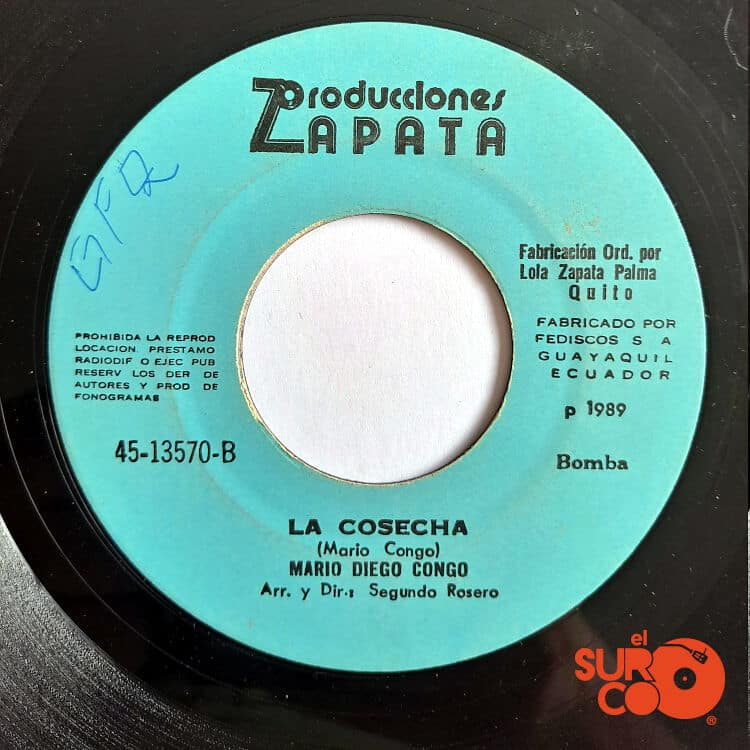 Producciones
ZAPATA
GFR
Fabricación Ord. por
Lola Zapata Palma
Quito
PROHIBIDA LA REPROD
LOCACION. PRESTAMO
RADIODIF O EJEC PUB
RESERV LOS DER DE
AUTORES Y PROD DE
FONOGRAMAS
FABRICADO POR
FEDISCOS S A
GUAYAQUIL
ECUADOR
p 1989
45-13570-B
Bomba
LA COSECHA
(Mario Congo)
MARIO DIEGO CONGO
Arr. y Dir.: Segundo Rosero
el
SURCO
®